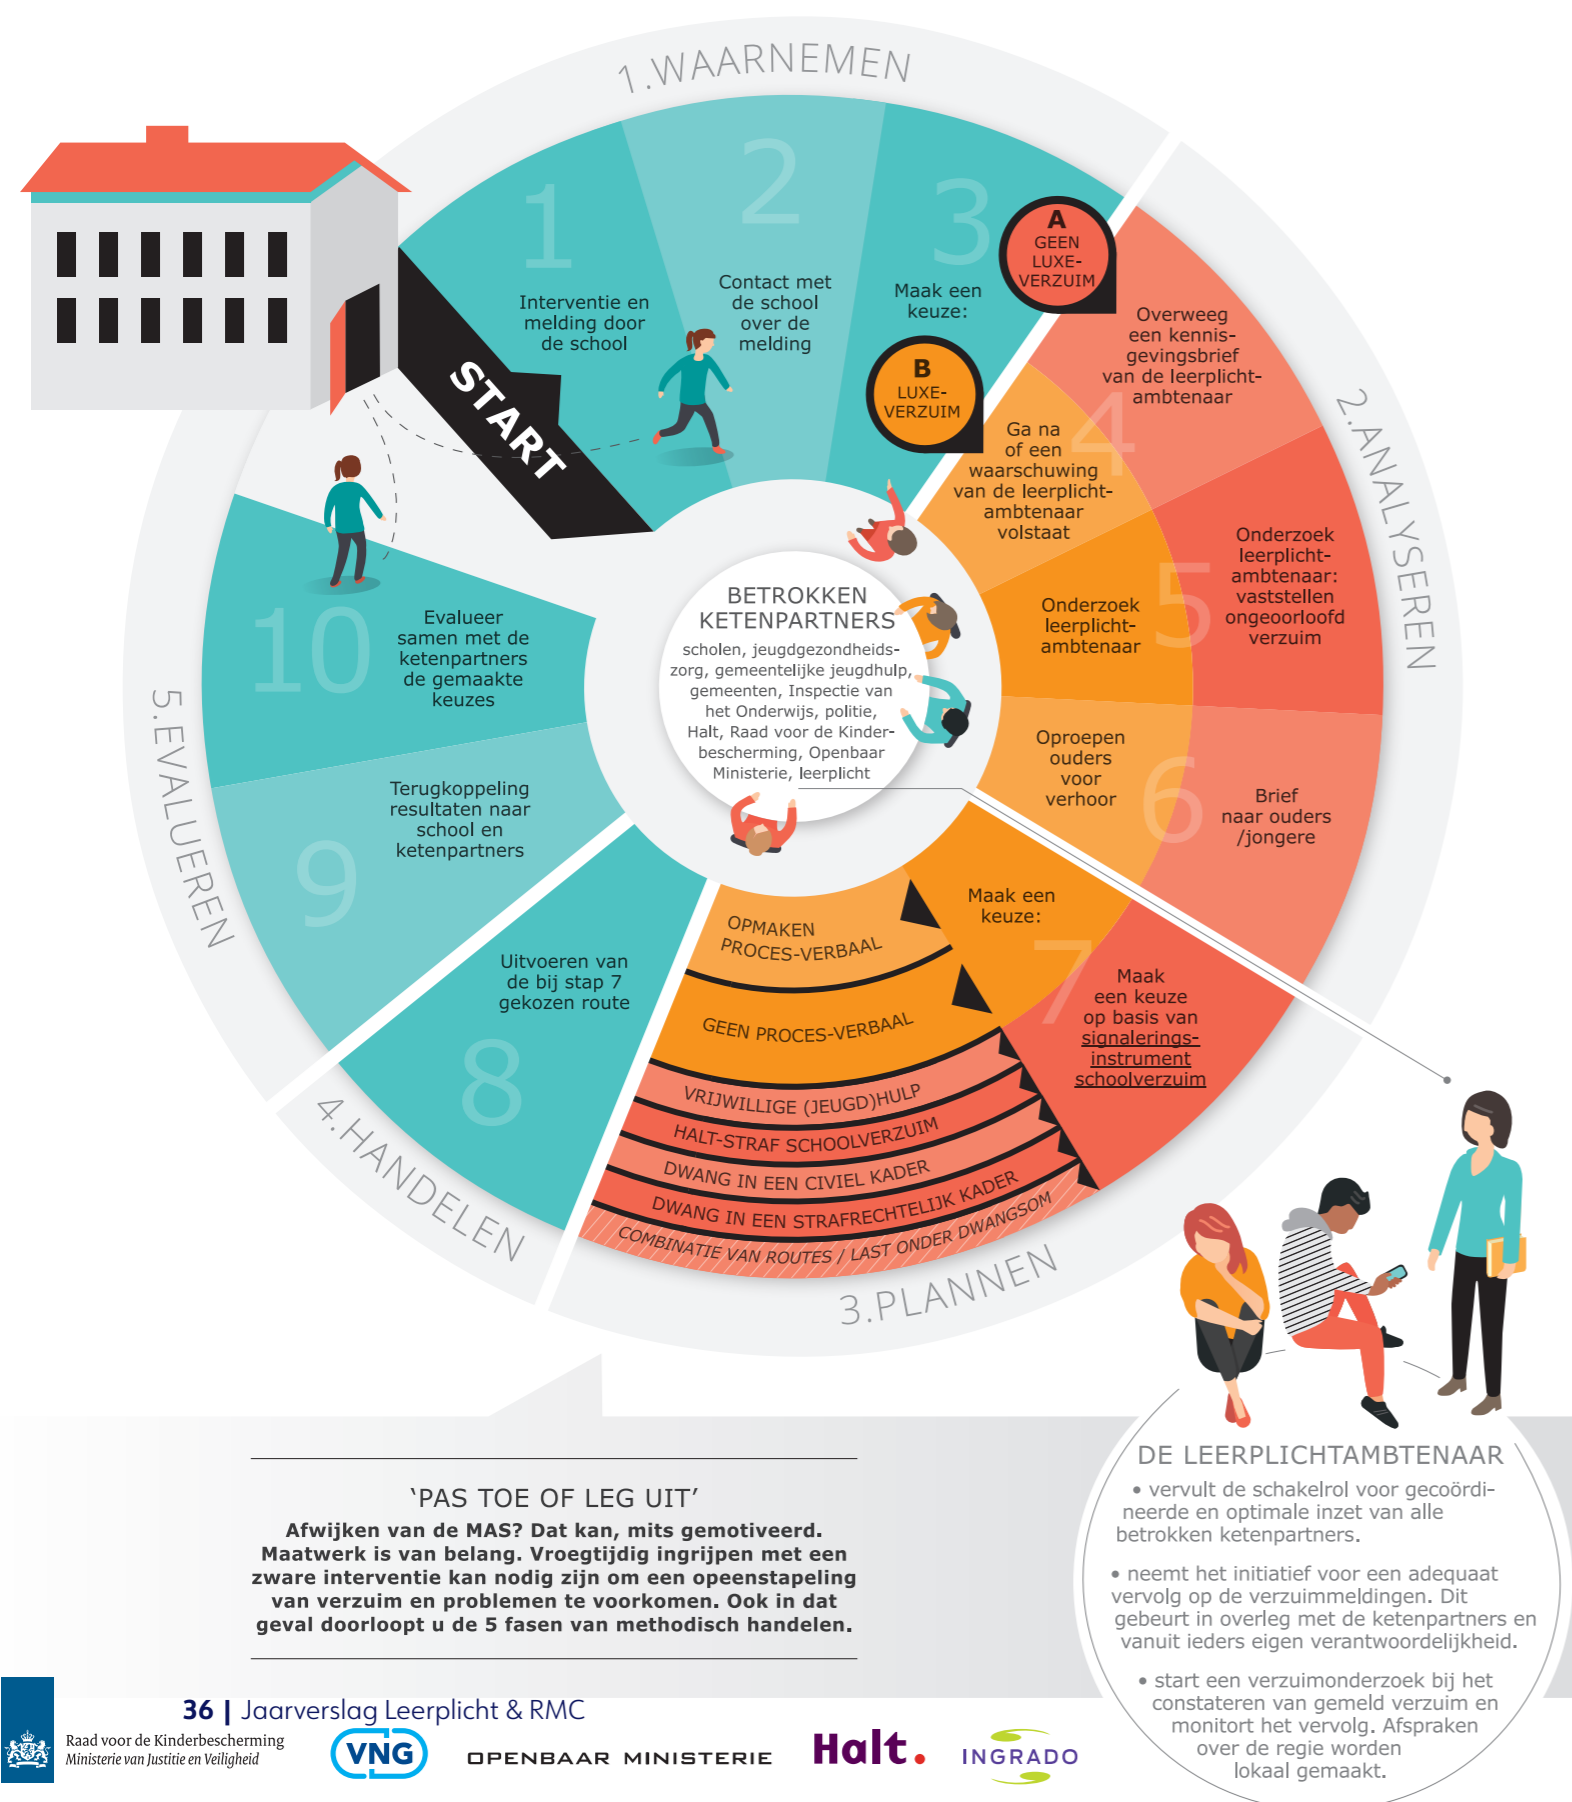 1.WAARNEMEN
1
Interventie en
melding door
de school
2
Contact met
de school
over de
melding
3
Maak een
keuze:
A
GEEN
LUXE-
VERZUIM
B
LUXE-
VERZUIM
START
2.ANALYSEREN
4
Overweeg
een kennis-
gevingsbrief
van de leerplicht-
ambtenaar
Ga na
of een
waarschuwing
van de leerplicht-
ambtenaar
volstaat
5
Onderzoek
leerplicht-
ambtenaar:
vaststellen
ongeoorloofd
verzuim
Onderzoek
leerplicht-
ambtenaar
6
Oproepen
ouders
voor
verhoor
Brief
naar ouders
/jongere
BETROKKEN
KETENPARTNERS
scholen, jeugdgezondheids-
zorg, gemeentelijke jeugdhulp,
gemeenten, Inspectie van
het Onderwijs, politie,
Halt, Raad voor de Kinder-
bescherming, Openbaar
Ministerie, leerplicht
3.PLANNEN
7
Maak een
keuze:
Maak
een keuze
op basis van
signalerings-
instrument
schoolverzuim
OPMAKEN
PROCES-VERBAAL
GEEN PROCES-VERBAAL
VRIJWILLIGE (JEUGD)HULP
HALT-STRAF SCHOOLVERZUIM
DWANG IN EEN CIVIEL KADER
DWANG IN EEN STRAFRECHTELIJK KADER
COMBINATIE VAN ROUTES / LAST ONDER DWANGSOM
4.HANDELEN
8
Uitvoeren van
de bij stap 7
gekozen route
5.EVALUEREN
9
Terugkoppeling
resultaten naar
school en
ketenpartners
10
Evalueer
samen met de
ketenpartners
de gemaakte
keuzes
'PAS TOE OF LEG UIT'
Afwijken van de MAS? Dat kan, mits gemotiveerd.
Maatwerk is van belang. Vroegtijdig ingrijpen met een
zware interventie kan nodig zijn om een opeenstapeling
van verzuim en problemen te voorkomen. Ook in dat
geval doorloopt u de 5 fasen van methodisch handelen.
DE LEERPLICHTAMBTENAAR
• vervult de schakelrol voor gecoördi-
neerde en optimale inzet van alle
betrokken ketenpartners.
• neemt het initiatief voor een adequaat
vervolg op de verzuimmeldingen. Dit
gebeurt in overleg met de ketenpartners en
vanuit ieders eigen verantwoordelijkheid.
• start een verzuimonderzoek bij het
constateren van gemeld verzuim en
monitort het vervolg. Afspraken
over de regie worden
lokaal gemaakt.
36 | Jaarverslag Leerplicht & RMC
Raad voor de Kinderbescherming
Ministerie van Justitie en Veiligheid
VNG
OPENBAAR MINISTERIE
Halt.
INGRADO